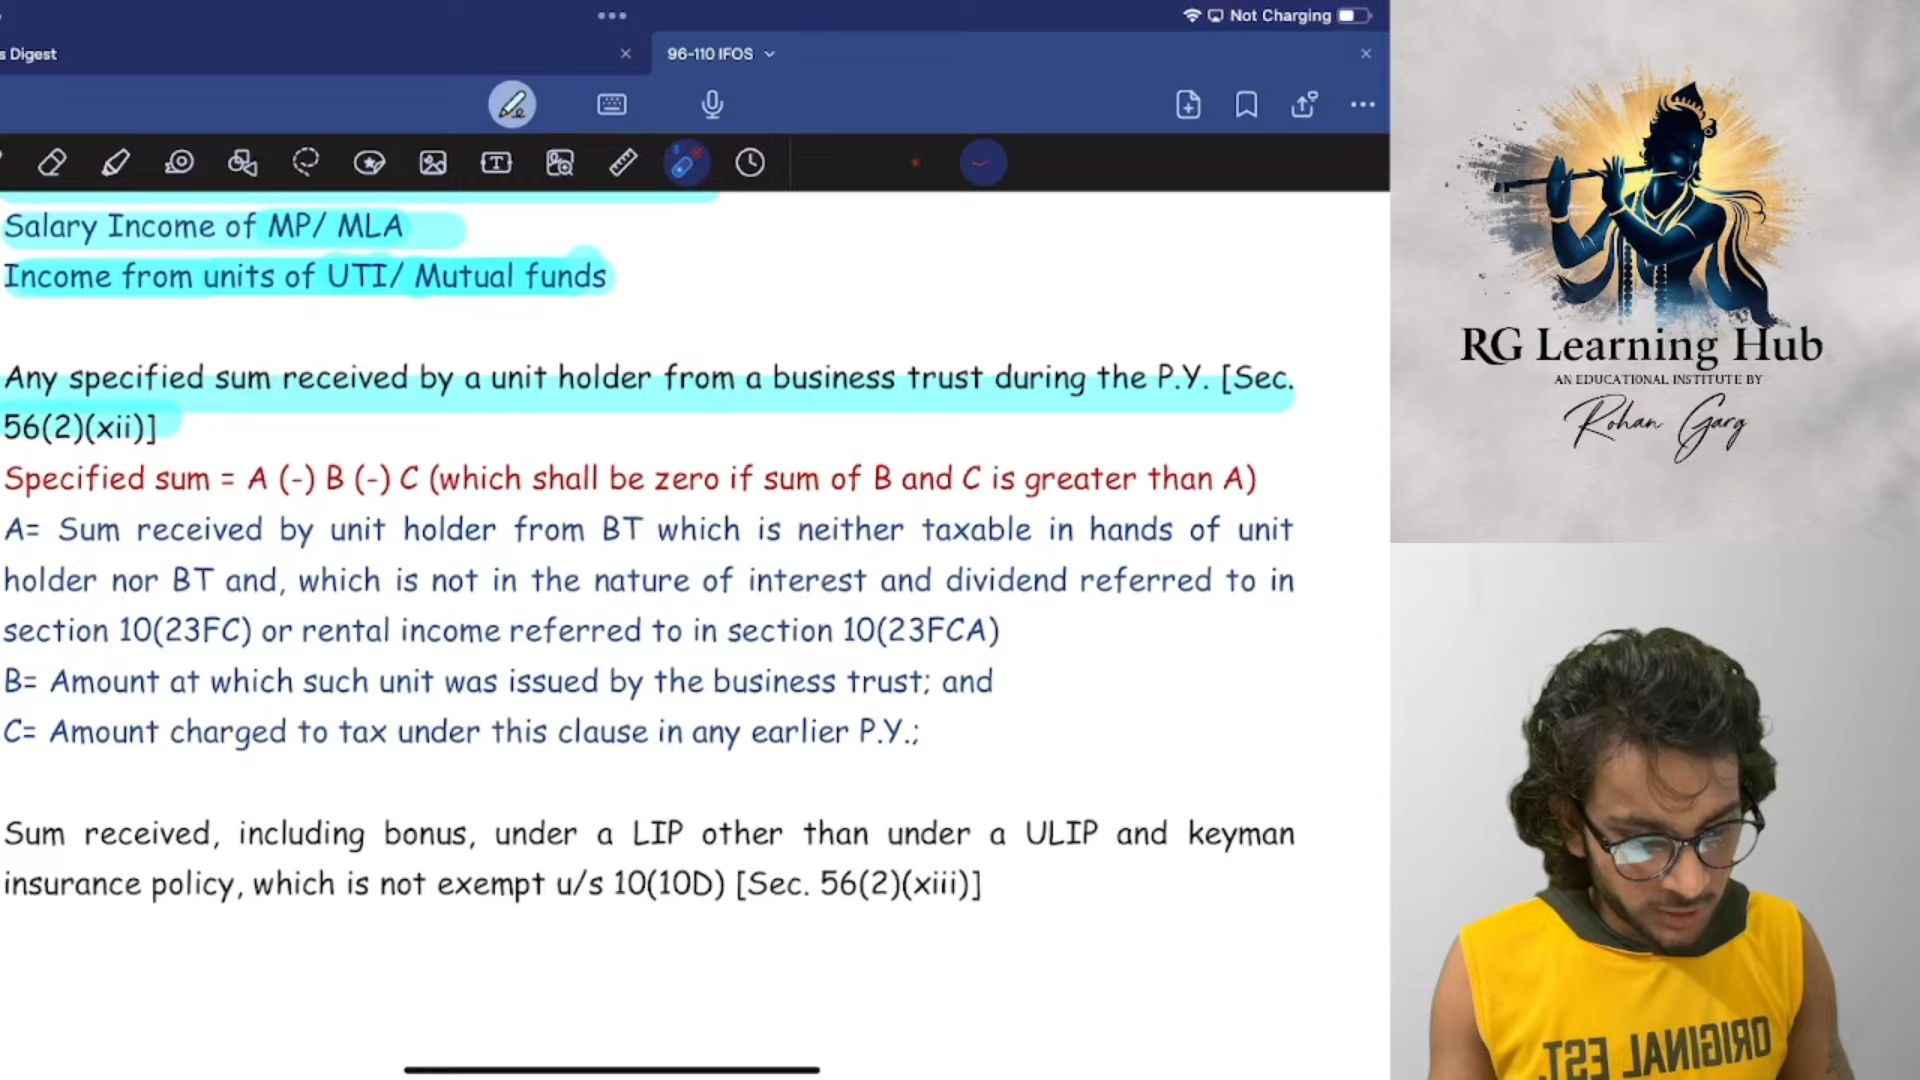 Not Charging
s Digest
96-110 IFOS
Salary Income of MP/ MLA
Income from units of UTI/ Mutual funds
Any specified sum received by a unit holder from a business trust during the P.Y. [Sec.
56(2)(xii)]
Specified sum = A (-) B (-) C (which shall be zero if sum of B and C is greater than A)
A= Sum received by unit holder from BT which is neither taxable in hands of unit
holder nor BT and, which is not in the nature of interest and dividend referred to in
section 10(23FC) or rental income referred to in section 10(23FCA)
B= Amount at which such unit was issued by the business trust; and
C= Amount charged to tax under this clause in any earlier P.Y.;
Sum received, including bonus, under a LIP other than under a ULIP and keyman
insurance policy, which is not exempt u/s 10(10D) [Sec. 56(2)(xiii)]
RG Learning Hub
AN EDUCATIONAL INSTITUTE BY
Rohan Garg
ORIGINAL EST.